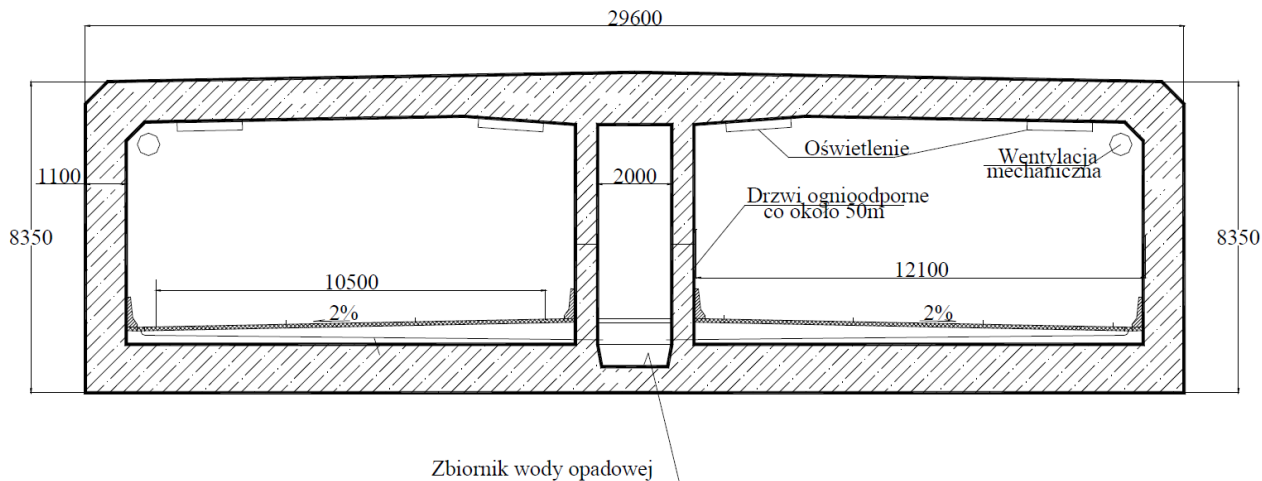 29600
Oświetlenie
Wentylacja
mechaniczna
1100
2000
Drzwi ognioodporne
co około 50m
8350
8350
10500
12100
2%
2%
Zbiornik wody opadowej